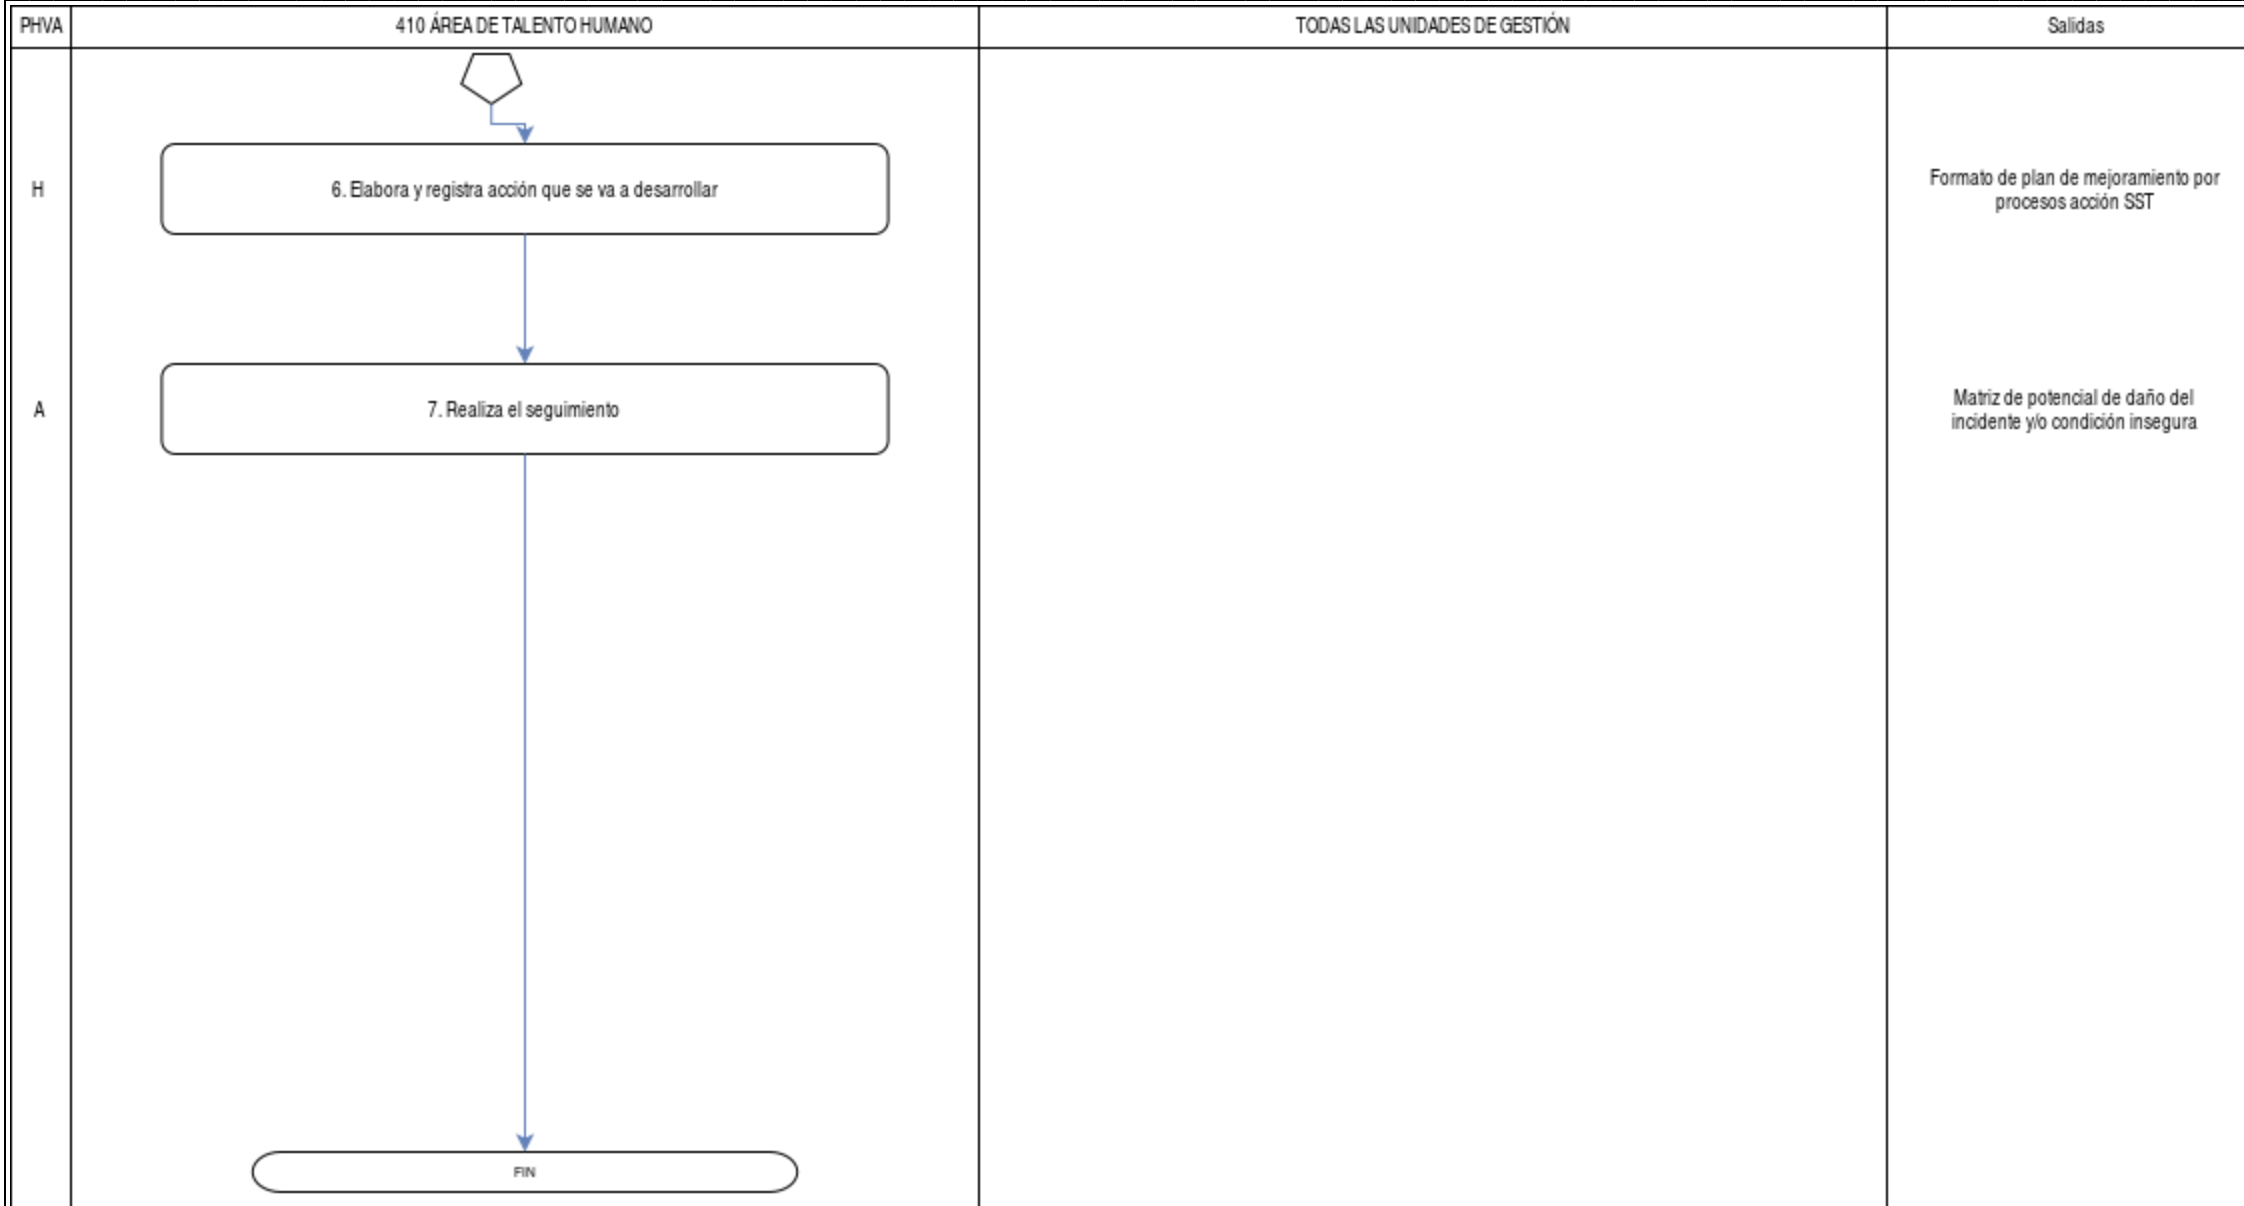 PHVA
410 ÁREA DE TALENTO HUMANO
TODAS LAS UNIDADES DE GESTIÓN
Salidas
H
6. Elabora y registra acción que se va a desarrollar
Formato de plan de mejoramiento por
procesos acción SST
A
7. Realiza el seguimiento
Matriz de potencial de daño del
incidente y/o condición insegura
FIN